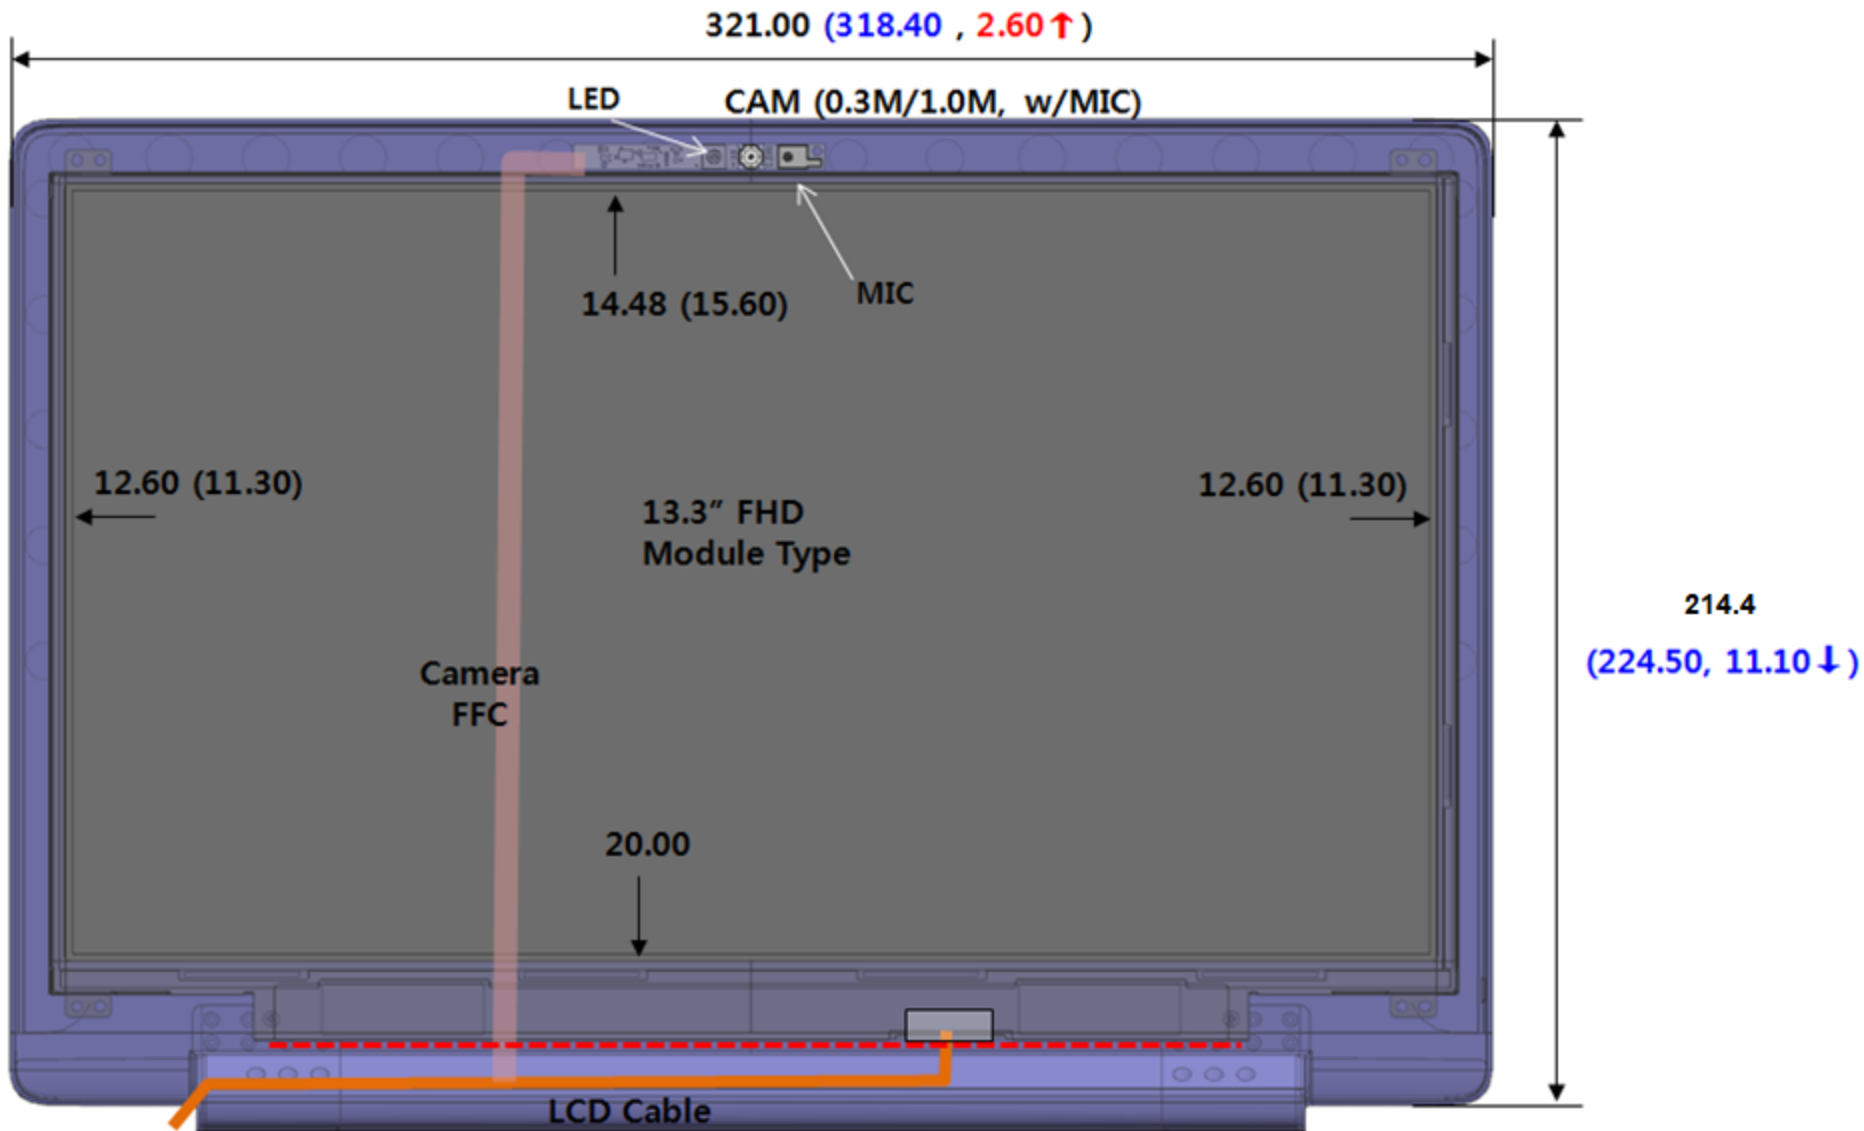 321.00 (318.40 , 2.60↑)
LED
CAM (0.3M/1.0M, w/MIC)
14.48 (15.60)
MIC
12.60 (11.30)
12.60 (11.30)
13.3″ FHD
Module Type
214.4
(224.50, 11.10↓)
Camera
FFC
20.00
LCD Cable